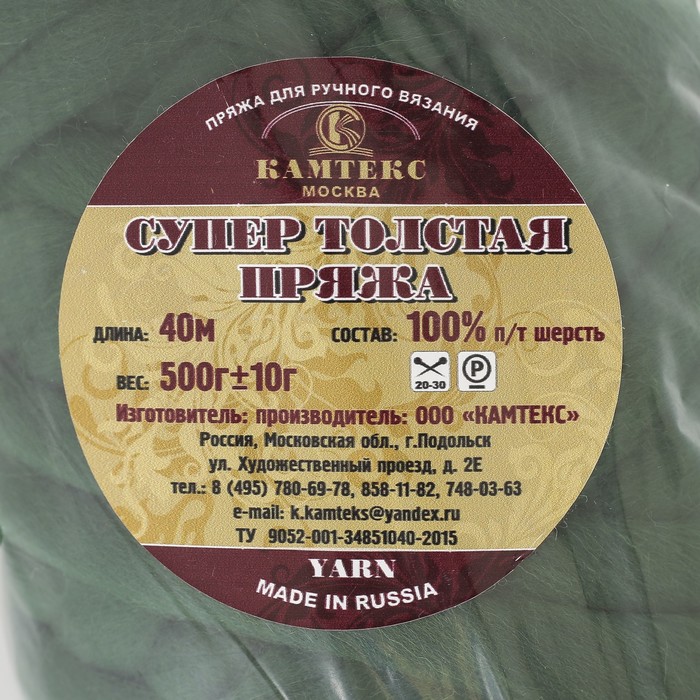 ПРЯЖА ДЛЯ РУЧНОГО ВЯЗАНИЯ
КАМТЕКС
МОСКВА
СУПЕР ТОЛСТАЯ
ПРЯЖА
ДЛИНА: 40М СОСТАВ: 100% п/т шерсть
ВЕС: 500г±10г 20-30 P
Изготовитель: производитель: ООО «КАМТЕКС»
Россия, Московская обл., г.Подольск
ул. Художественный проезд, д. 2Е
тел.: 8 (495) 780-69-78, 858-11-82, 748-03-63
e-mail: k.kamteks@yandex.ru
ТУ 9052-001-34851040-2015
YARN
MADE IN RUSSIA